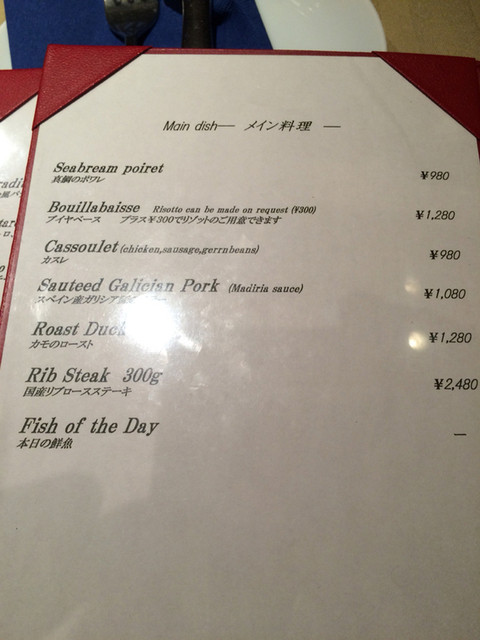 Main dish— メイン料理 —
Seabream poiret ¥980
真鯛のポワレ
Bouillabaisse Risotto can be made on request (¥300) ¥1,280
ブイヤベース プラス¥300でリゾットのご用意できます
Cassoulet (chicken,sausage,gerrnbeans) ¥980
カスレ
Sauteed Galician Pork (Madiria sauce) ¥1,080
スペイン産ガリシア
Roast Duck ¥1,280
カモのロースト
Rib Steak 300g ¥2,480
国産リブロースステーキ
Fish of the Day —
本日の鮮魚